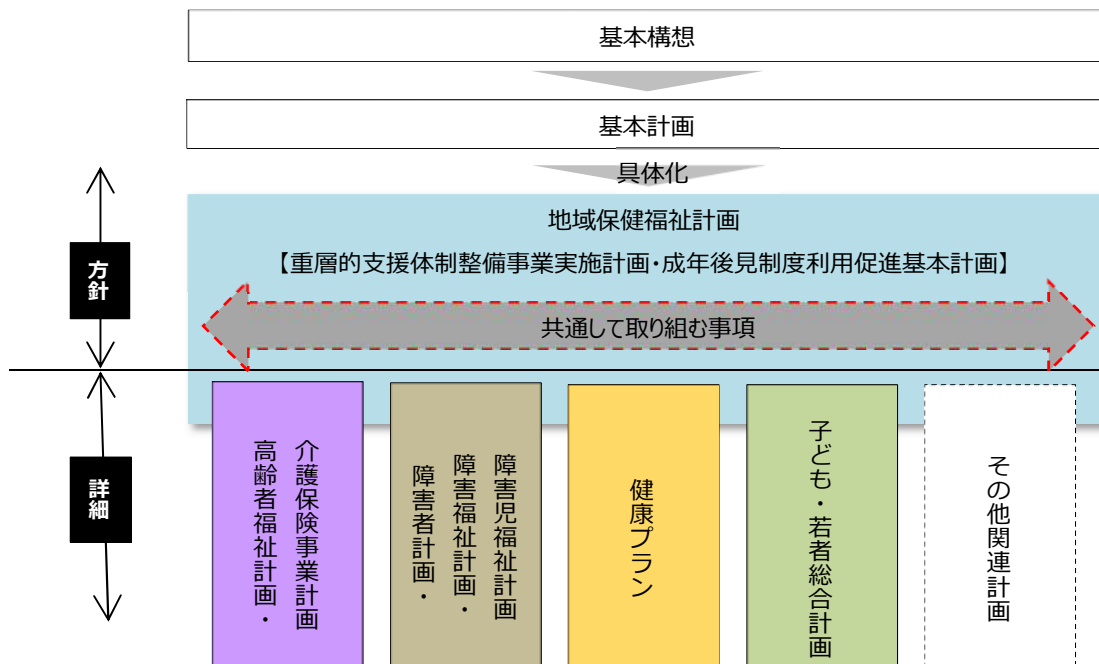 基本構想
基本計画
具体化
地域保健福祉計画
【重層的支援体制整備事業実施計画・成年後見制度利用促進基本計画】
共通して取り組む事項
方針
詳細
高齢者福祉計画・
介護保険事業計画
障害者計画・
障害福祉計画・
障害児福祉計画
健康プラン
子ども・若者総合計画
その他関連計画